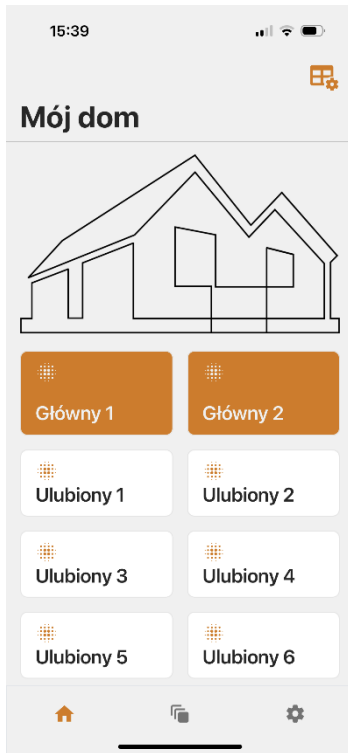 15:39
Mój dom
Główny 1
Główny 2
Ulubiony 1
Ulubiony 2
Ulubiony 3
Ulubiony 4
Ulubiony 5
Ulubiony 6